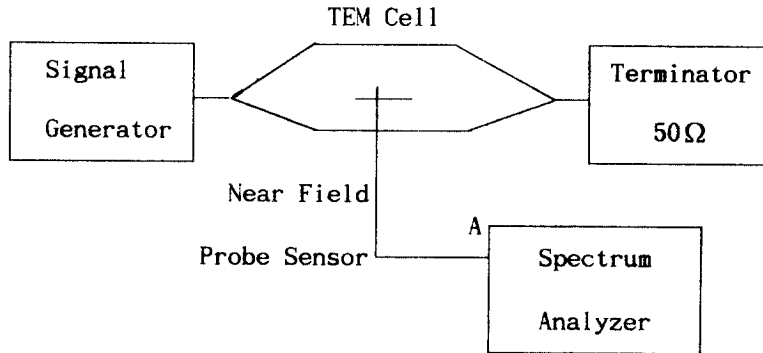 TEM Cell
Signal
Generator
Terminator
50Ω
Near Field
Probe Sensor
A
Spectrum
Analyzer